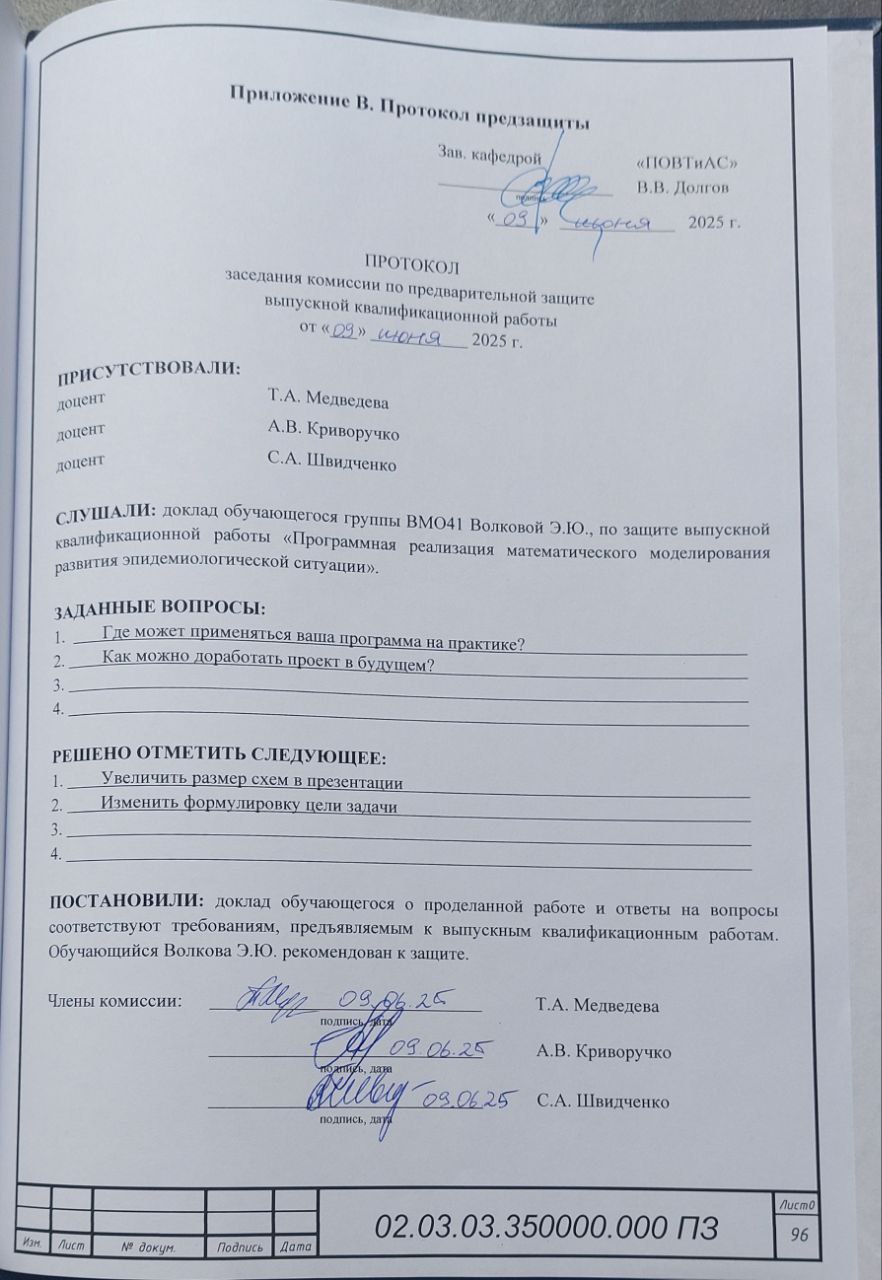 Приложение В. Протокол предзащиты
Зав. кафедрой «ПОВТиАС»
В.В. Долгов
подпись
«09» июня 2025 г.
ПРОТОКОЛ
заседания комиссии по предварительной защите
выпускной квалификационной работы
от «09» июня 2025 г.
ПРИСУТСТВОВАЛИ:
доцент Т.А. Медведева
доцент А.В. Криворучко
доцент С.А. Швидченко
СЛУШАЛИ: доклад обучающегося группы ВМО41 Волковой Э.Ю., по защите выпускной
квалификационной работы «Программная реализация математического моделирования
развития эпидемиологической ситуации».
ЗАДАННЫЕ ВОПРОСЫ:
1. Где может применяться ваша программа на практике?
2. Как можно доработать проект в будущем?
3.
4.
РЕШЕНО ОТМЕТИТЬ СЛЕДУЮЩЕЕ:
1. Увеличить размер схем в презентации
2. Изменить формулировку цели задачи
3.
4.
ПОСТАНОВИЛИ: доклад обучающегося о проделанной работе и ответы на вопросы
соответствуют требованиям, предъявляемым к выпускным квалификационным работам.
Обучающийся Волкова Э.Ю. рекомендован к защите.
Члены комиссии: 09.06.25 Т.А. Медведева
подпись, дата
09.06.25 А.В. Криворучко
подпись, дата
09.06.25 С.А. Швидченко
подпись, дата
Изм. Лист № докум. Подпись Дата
02.03.03.350000.000 ПЗ
Лист0
96